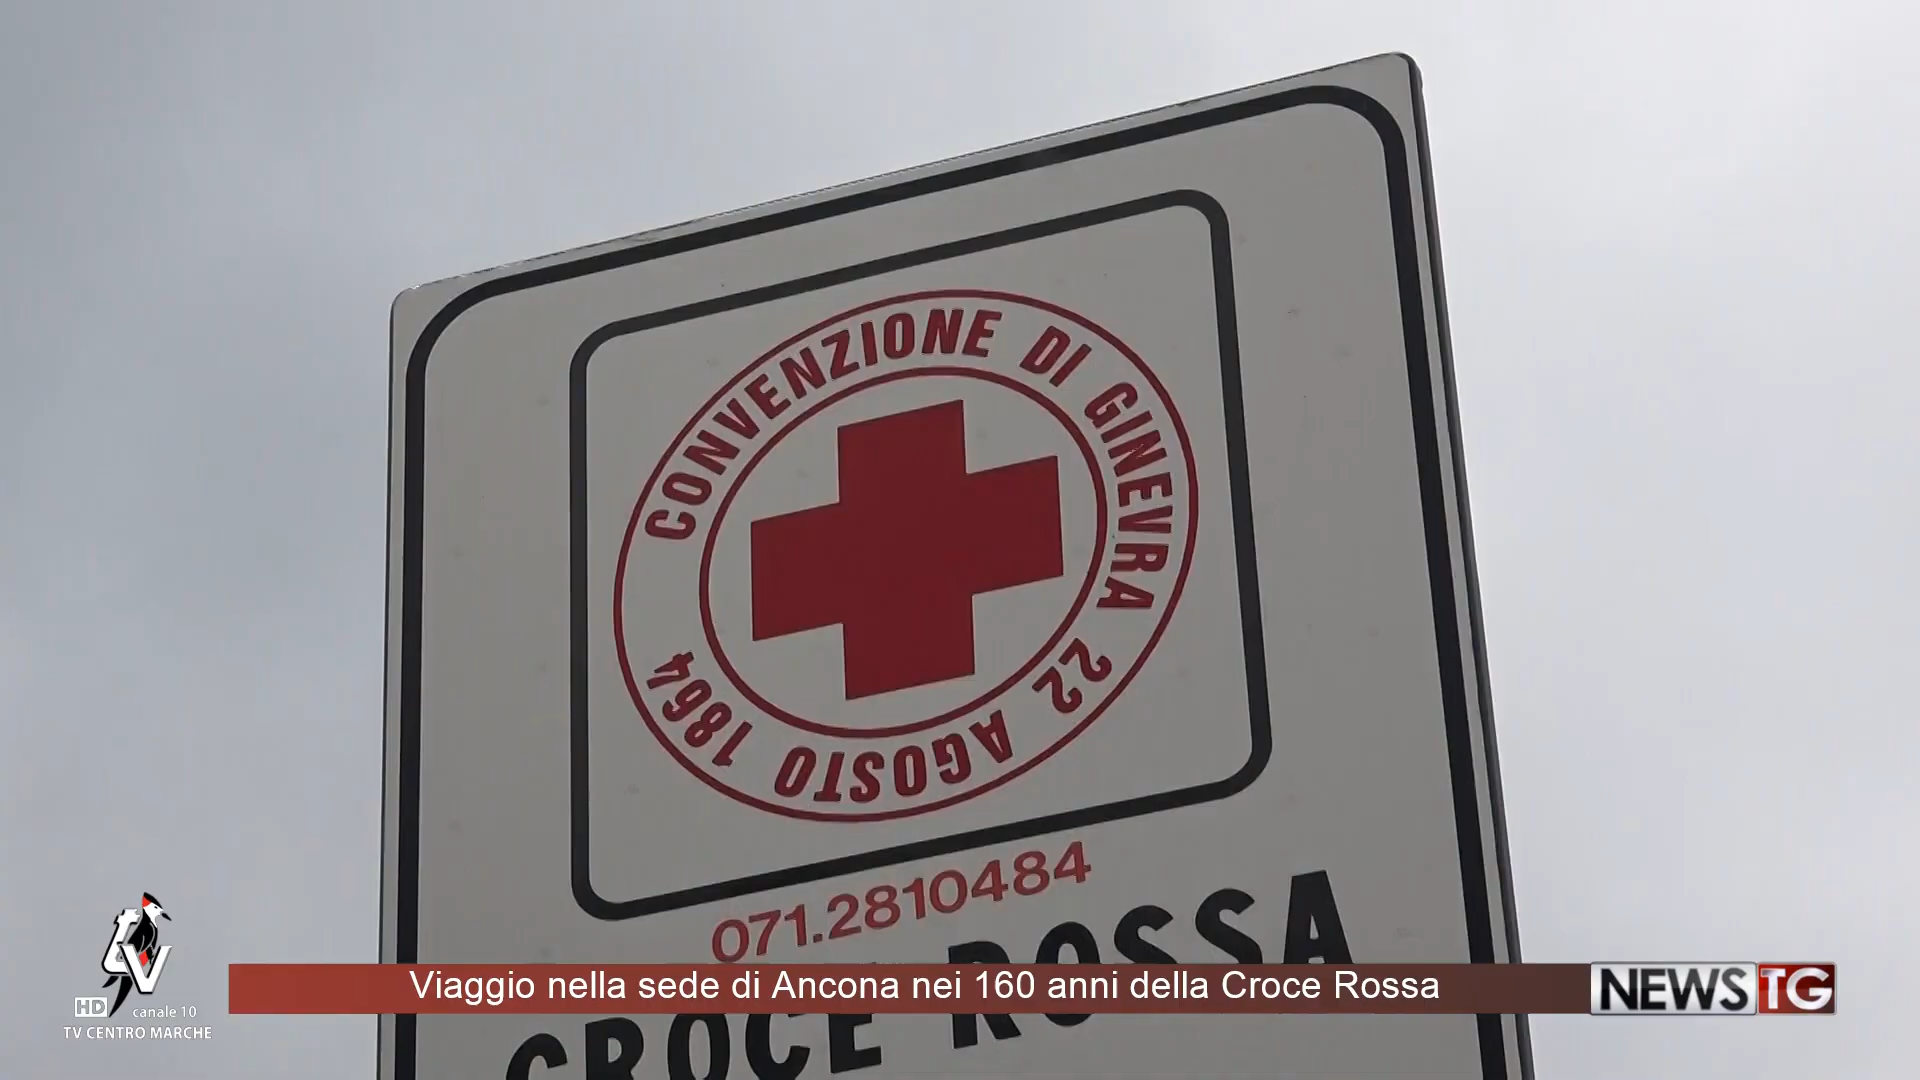 CONVENZIONE DI GINEVRA
22 AGOSTO 1864
071.2810484
CROCE ROSSA
Viaggio nella sede di Ancona nei 160 anni della Croce Rossa
NEWS TG
V
HD canale 10
TV CENTRO MARCHE